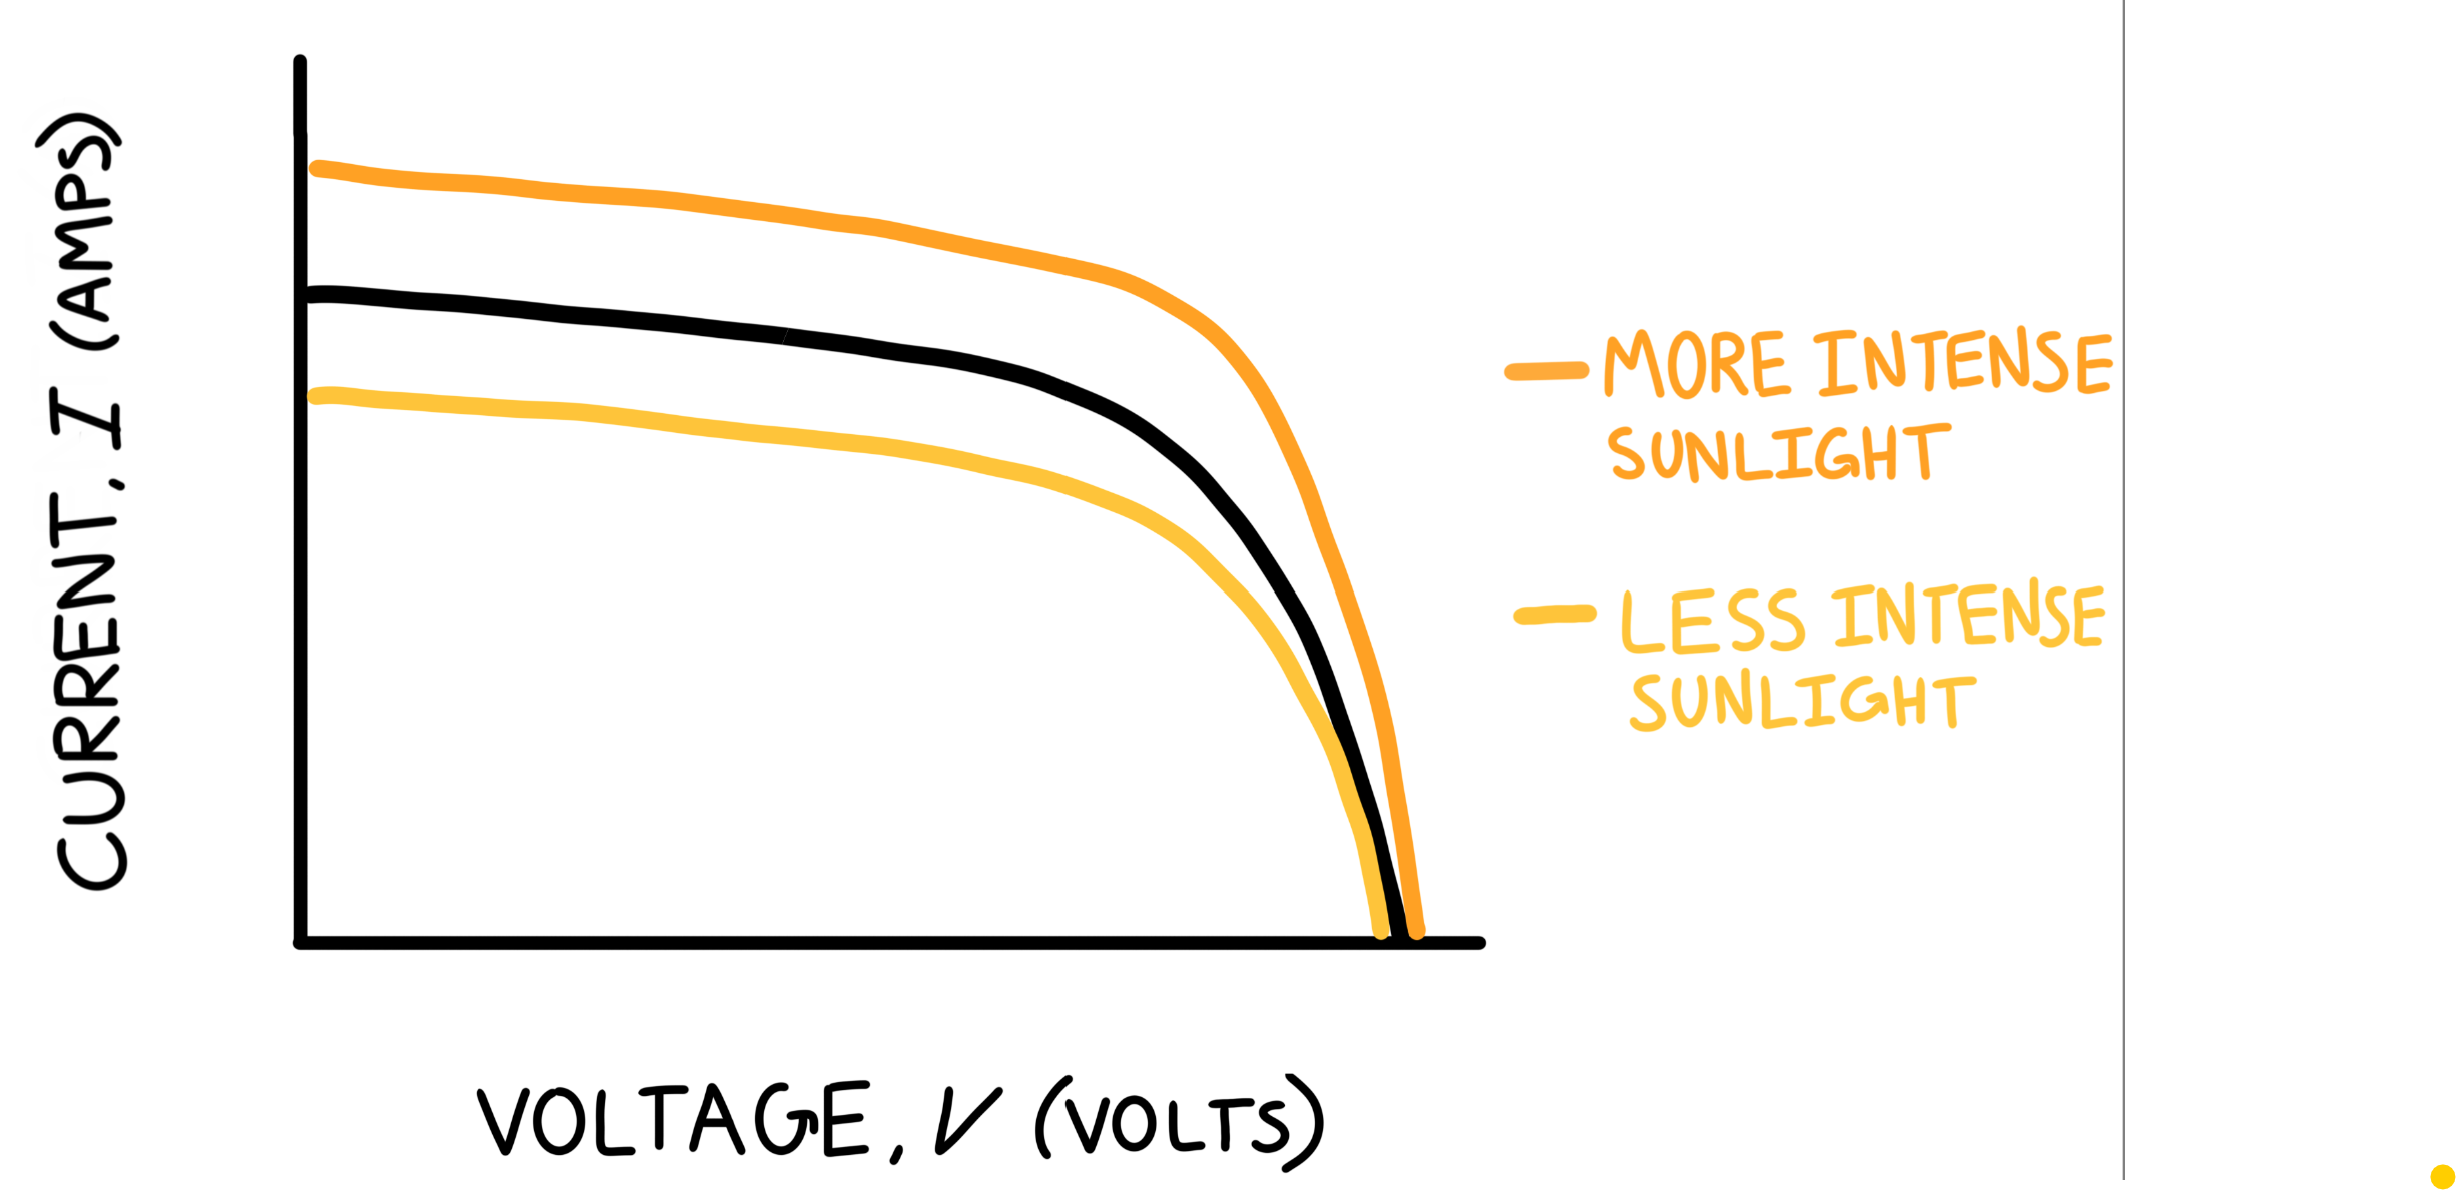 CURRENT, I (AMPS)
MORE INTENSE
SUNLIGHT
LESS INTENSE
SUNLIGHT
VOLTAGE, V (VOLTS)